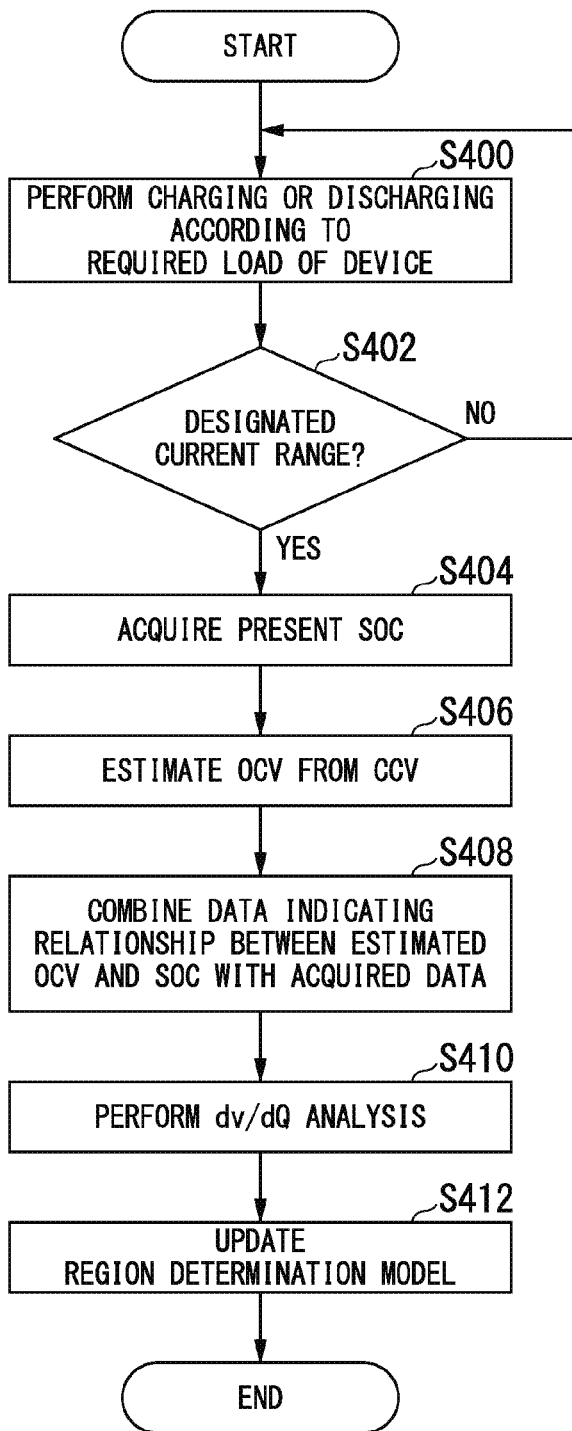 START
S400
PERFORM CHARGING OR DISCHARGING
ACCORDING TO
REQUIRED LOAD OF DEVICE
S402
DESIGNATED
CURRENT RANGE?
NO
YES
S404
ACQUIRE PRESENT SOC
S406
ESTIMATE OCV FROM CCV
S408
COMBINE DATA INDICATING
RELATIONSHIP BETWEEN ESTIMATED
OCV AND SOC WITH ACQUIRED DATA
S410
PERFORM dv/dQ ANALYSIS
S412
UPDATE
REGION DETERMINATION MODEL
END